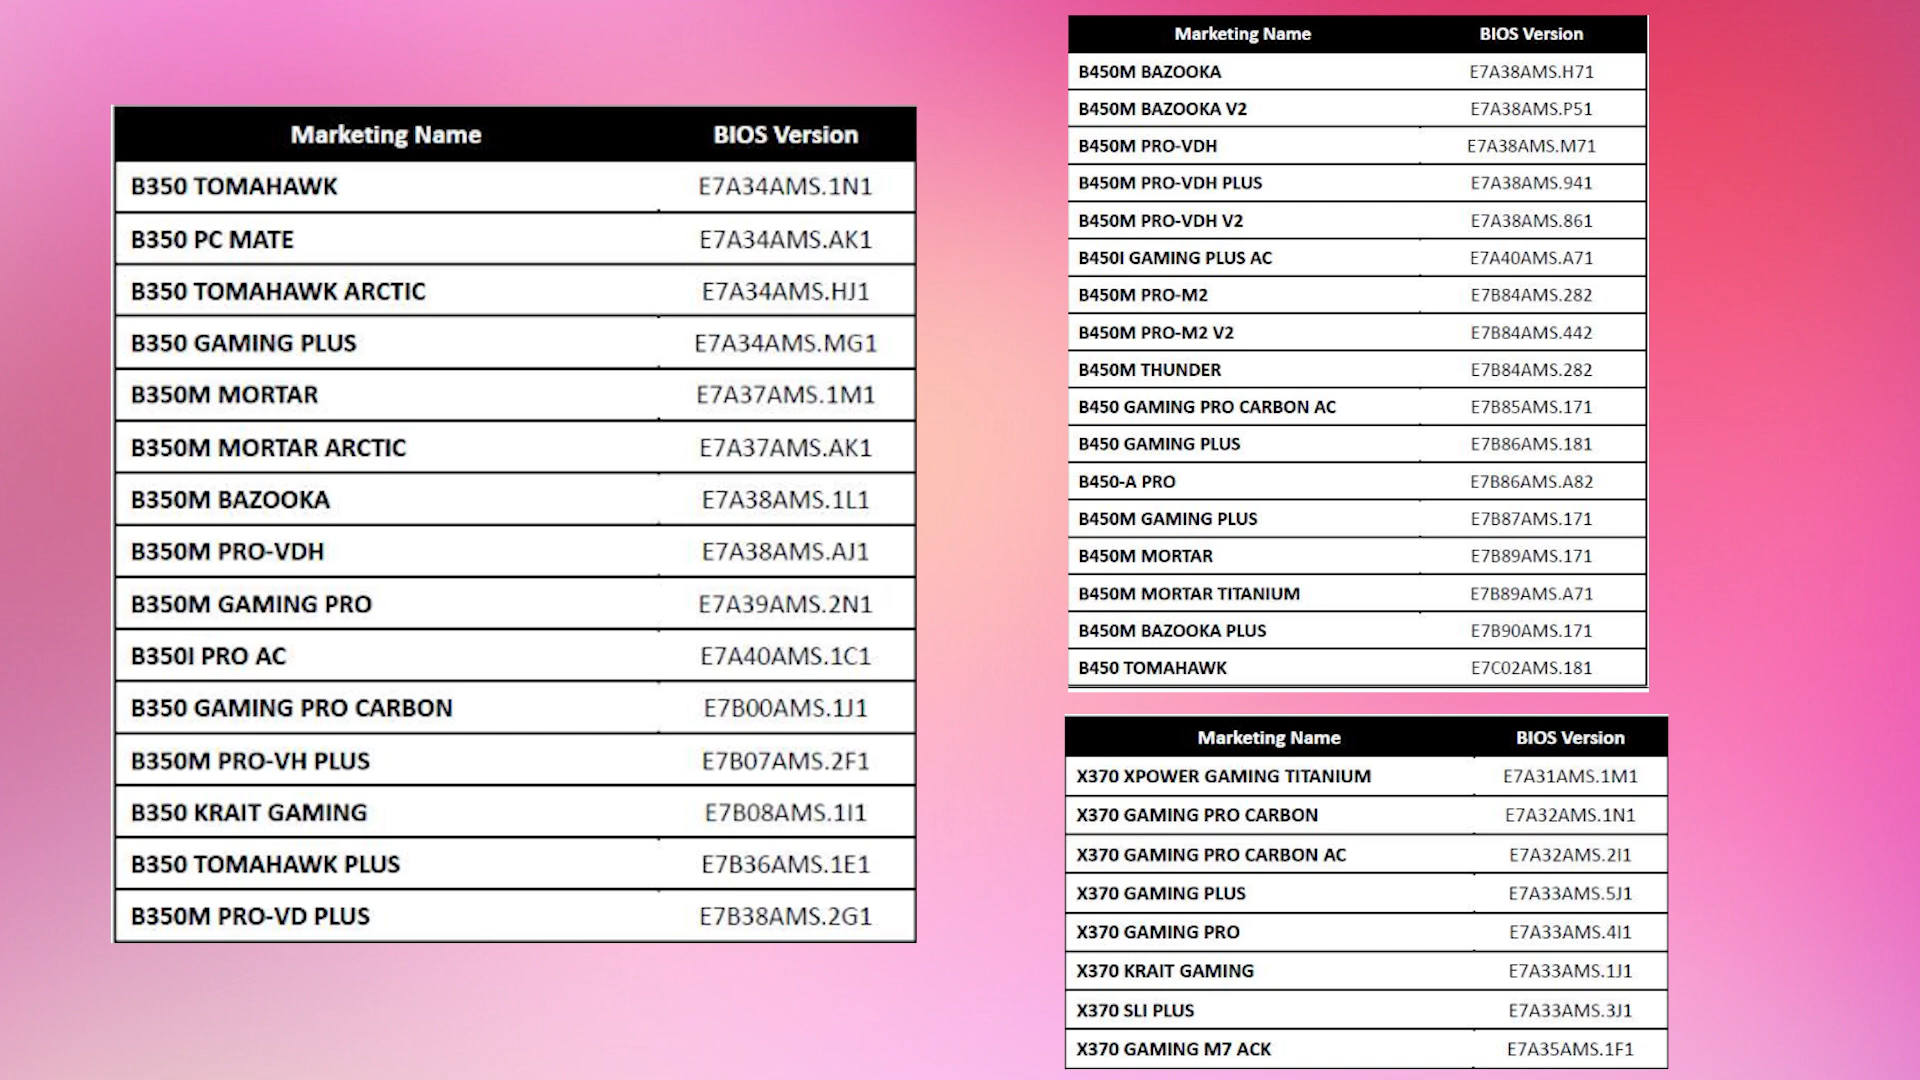 Marketing Name BIOS Version
B350 TOMAHAWK E7A34AMS.1N1
B350 PC MATE E7A34AMS.AK1
B350 TOMAHAWK ARCTIC E7A34AMS.HJ1
B350 GAMING PLUS E7A34AMS.MG1
B350M MORTAR E7A37AMS.1M1
B350M MORTAR ARCTIC E7A37AMS.AK1
B350M BAZOOKA E7A38AMS.1L1
B350M PRO-VDH E7A38AMS.AJ1
B350M GAMING PRO E7A39AMS.2N1
B350I PRO AC E7A40AMS.1C1
B350 GAMING PRO CARBON E7B00AMS.1J1
B350M PRO-VH PLUS E7B07AMS.2F1
B350 KRAIT GAMING E7B08AMS.1I1
B350 TOMAHAWK PLUS E7B36AMS.1E1
B350M PRO-VD PLUS E7B38AMS.2G1
Marketing Name BIOS Version
B450M BAZOOKA E7A38AMS.H71
B450M BAZOOKA V2 E7A38AMS.P51
B450M PRO-VDH E7A38AMS.M71
B450M PRO-VDH PLUS E7A38AMS.941
B450M PRO-VDH V2 E7A38AMS.861
B450I GAMING PLUS AC E7A40AMS.A71
B450M PRO-M2 E7B84AMS.282
B450M PRO-M2 V2 E7B84AMS.442
B450M THUNDER E7B84AMS.282
B450 GAMING PRO CARBON AC E7B85AMS.171
B450 GAMING PLUS E7B86AMS.181
B450-A PRO E7B86AMS.A82
B450M GAMING PLUS E7B87AMS.171
B450M MORTAR E7B89AMS.171
B450M MORTAR TITANIUM E7B89AMS.A71
B450M BAZOOKA PLUS E7B90AMS.171
B450 TOMAHAWK E7C02AMS.181
Marketing Name BIOS Version
X370 XPOWER GAMING TITANIUM E7A31AMS.1M1
X370 GAMING PRO CARBON E7A32AMS.1N1
X370 GAMING PRO CARBON AC E7A32AMS.2I1
X370 GAMING PLUS E7A33AMS.5J1
X370 GAMING PRO E7A33AMS.4I1
X370 KRAIT GAMING E7A33AMS.1J1
X370 SLI PLUS E7A33AMS.3J1
X370 GAMING M7 ACK E7A35AMS.1F1